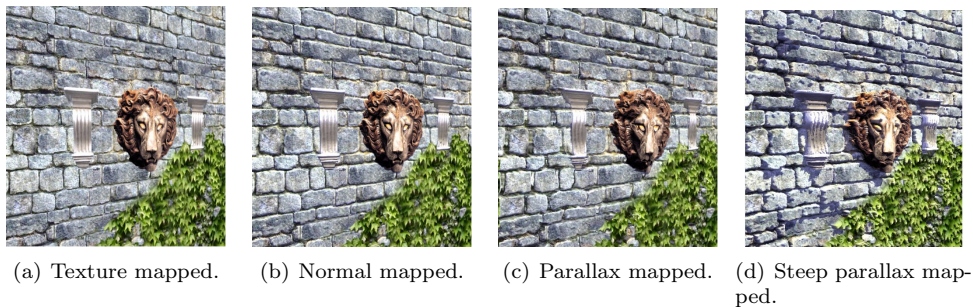 (a) Texture mapped.
(b) Normal mapped.
(c) Parallax mapped.
(d) Steep parallax map-
ped.